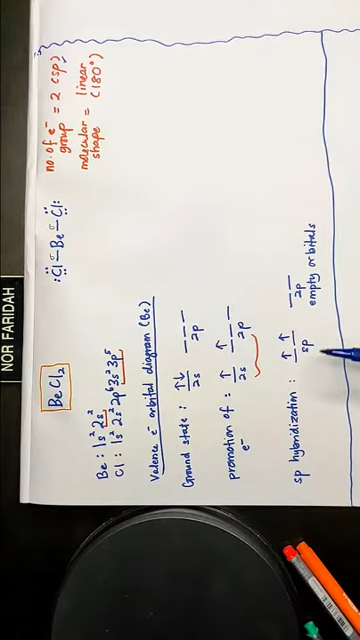 NOR FARIDAH
BeCl2
:Cl – Be – Cl:
no. of e⁻ group = 2 (sp)
molecular shape = linear (180°)
Be : 1s² 2s²
Cl : 1s² 2s² 2p⁶ 3s² 3p⁵
Valence e⁻ orbital diagram (Be)
Ground state : ↑↓ 2s 2p
promotion of e⁻ : ↑ 2s ↑ 2p
sp hybridization : ↑ ↑ sp 2p empty orbitals